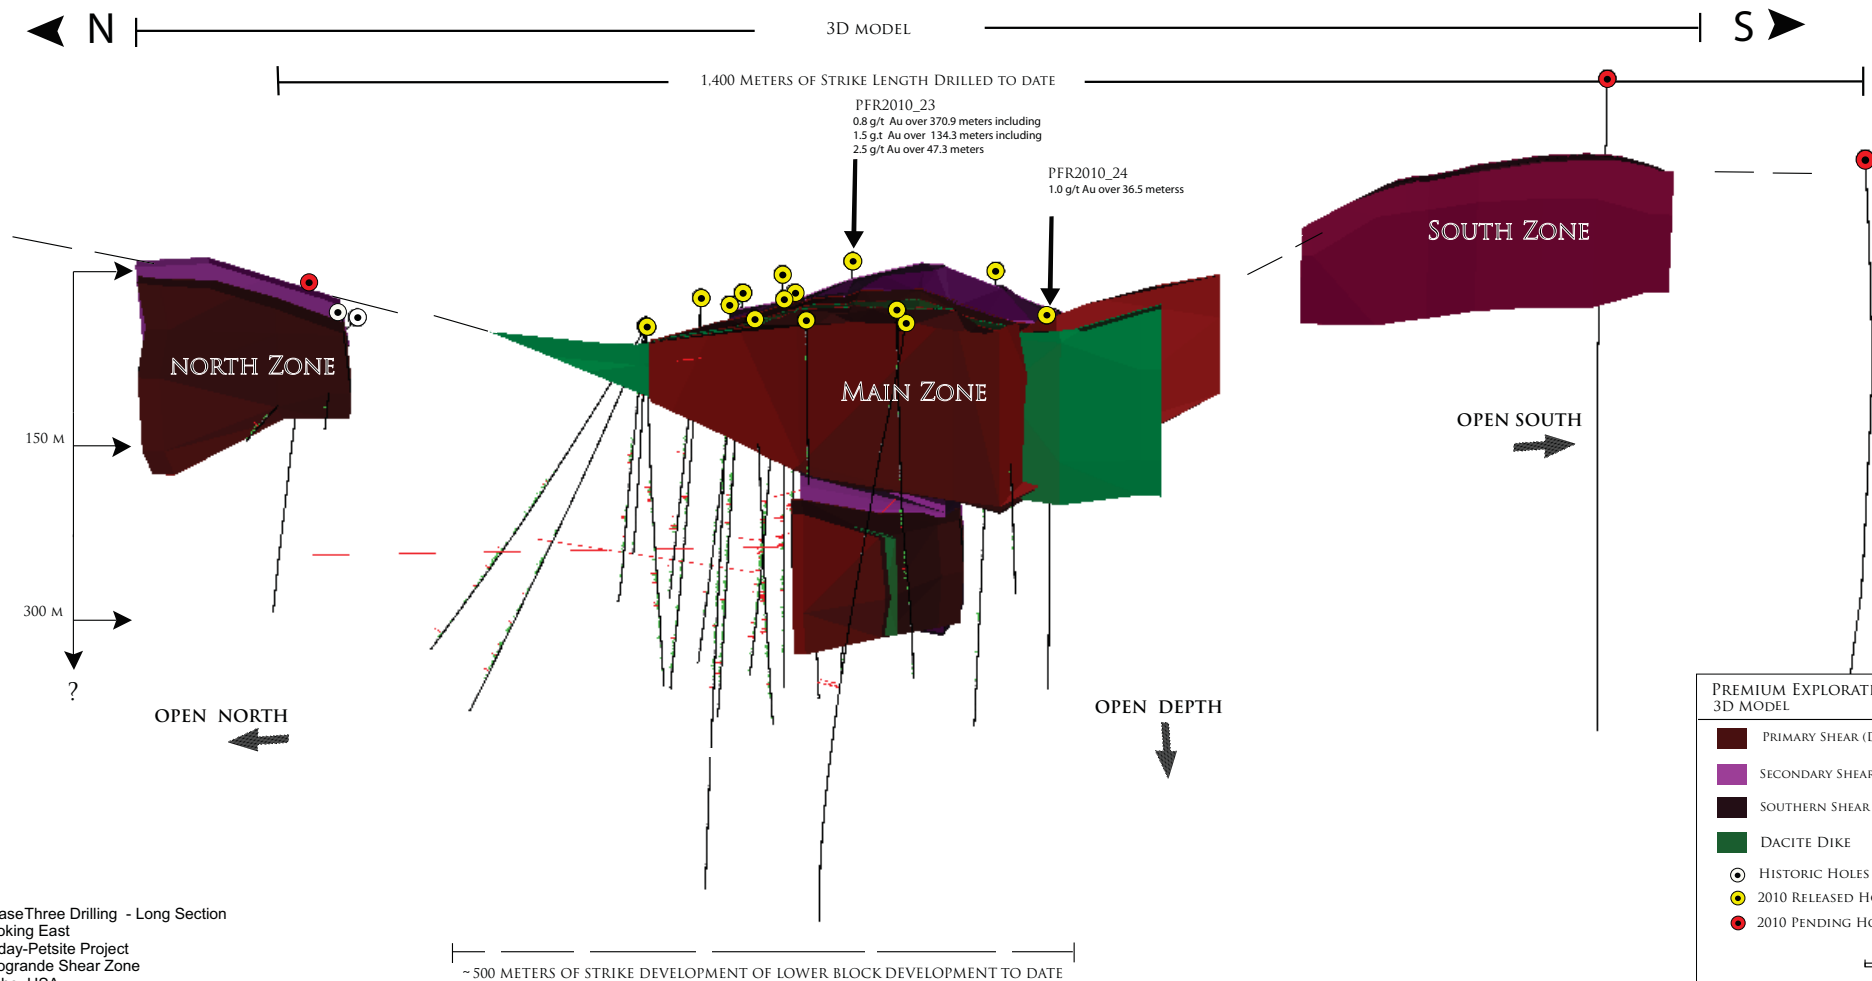 N
3D MODEL
S
1,400 METERS OF STRIKE LENGTH DRILLED TO DATE
PFR2010_23
0.8 g/t Au over 370.9 meters including
1.5 g.t Au over 134.3 meters including
2.5 g/t Au over 47.3 meters
PFR2010_24
1.0 g/t Au over 36.5 meterss
SOUTH ZONE
NORTH ZONE
MAIN ZONE
OPEN SOUTH
150 M
300 M
?
OPEN NORTH
OPEN DEPTH
PREMIUM EXPLORATI
3D MODEL
PRIMARY SHEAR (D
SECONDARY SHEAR
SOUTHERN SHEAR
DACITE DIKE
HISTORIC HOLES
2010 RELEASED HO
2010 PENDING HO
aseThree Drilling - Long Section
oking East
day-Petsite Project
ogrande Shear Zone
USA
~500 METERS OF STRIKE DEVELOPMENT OF LOWER BLOCK DEVELOPMENT TO DATE